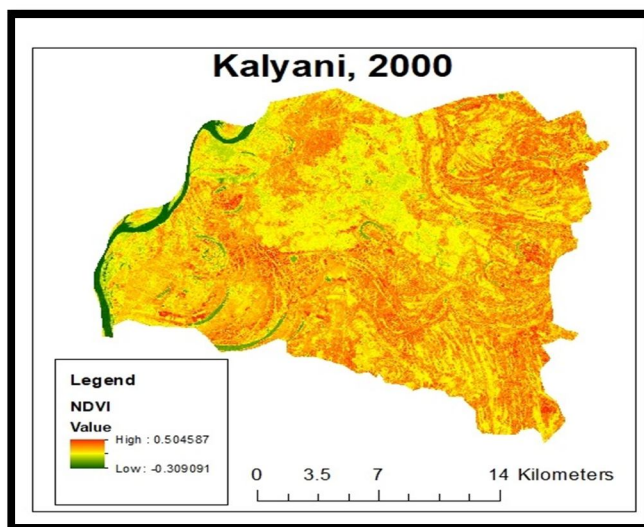 Kalyani, 2000
Legend
NDVI
Value
High : 0.504587
Low: -0.309091
0 3.5 7 14 Kilometers